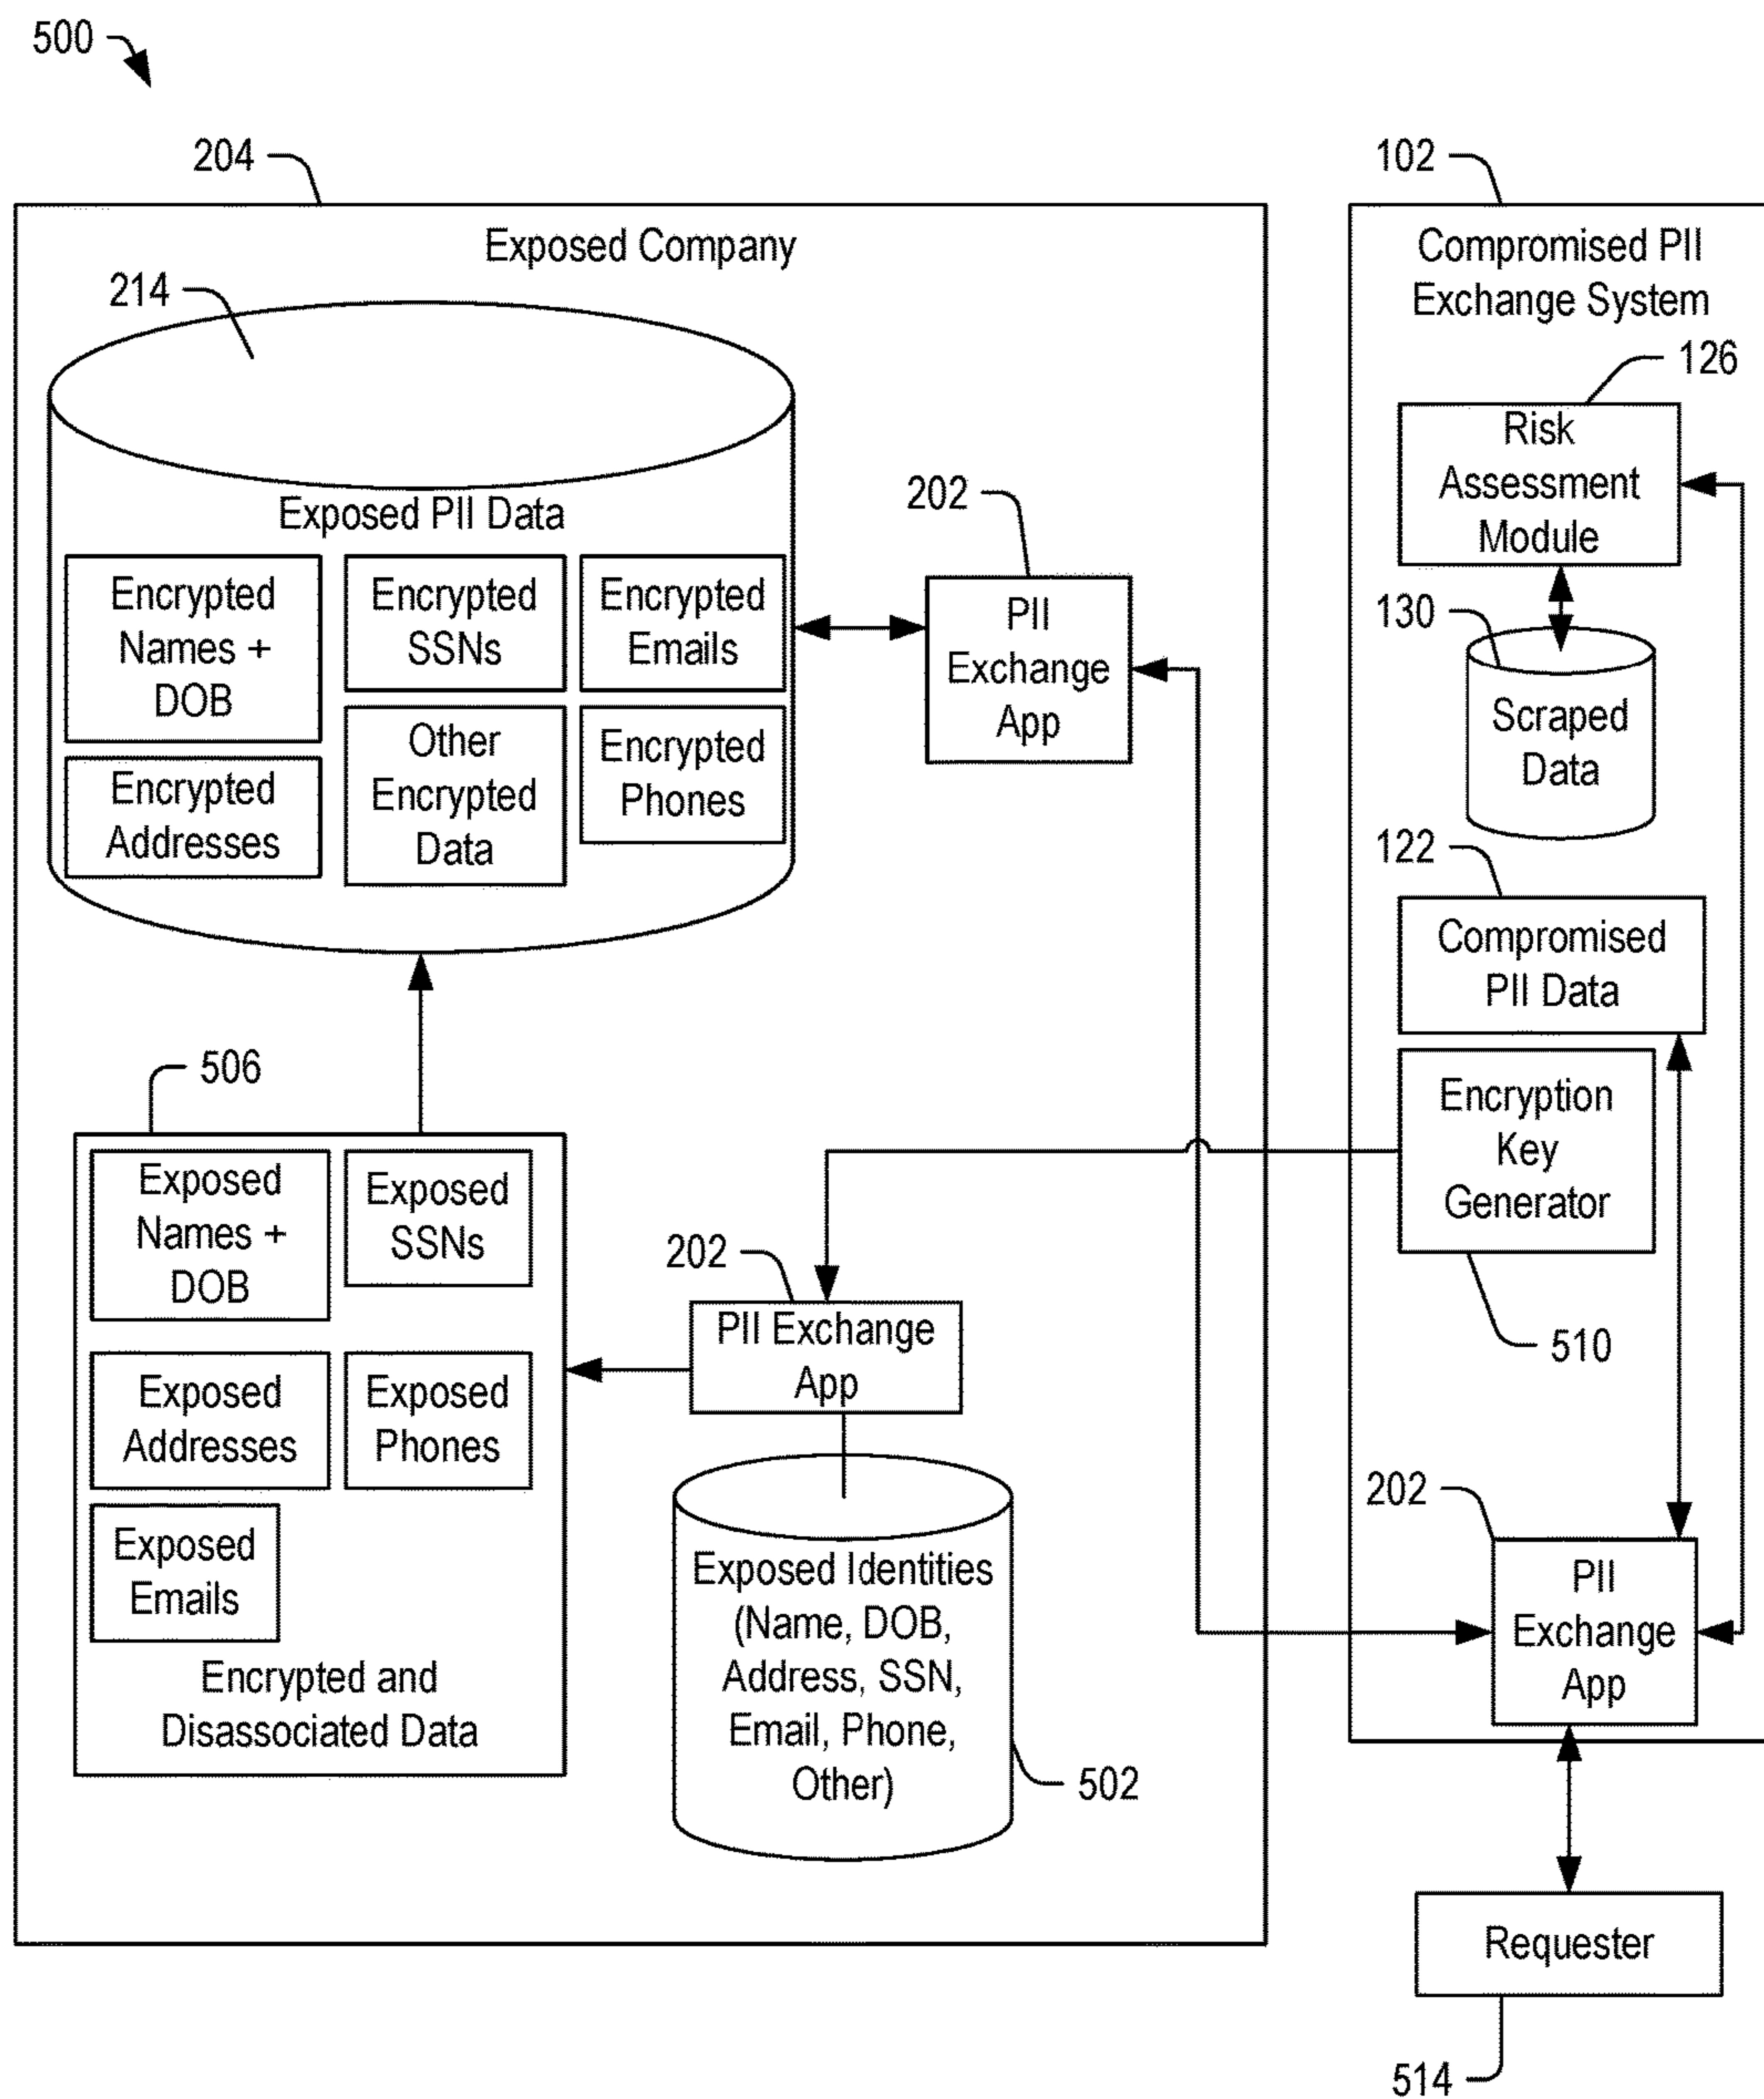 500
204
102
Exposed Company
Compromised PII
Exchange System
214
126
Risk
Assessment
Module
Exposed PII Data
202
Encrypted
Names +
DOB
Encrypted
SSNs
Encrypted
Emails
PII
Exchange
App
130
Scraped
Data
Encrypted
Addresses
Other
Encrypted
Data
Encrypted
Phones
122
Compromised
PII Data
506
Encryption
Key
Generator
Exposed
Names +
DOB
Exposed
SSNs
202
PII Exchange
App
510
Exposed
Addresses
Exposed
Phones
202
Exposed
Emails
Exposed Identities
(Name, DOB,
Address, SSN,
Email, Phone,
Other)
PII
Exchange
App
Encrypted and
Disassociated Data
502
Requester
514